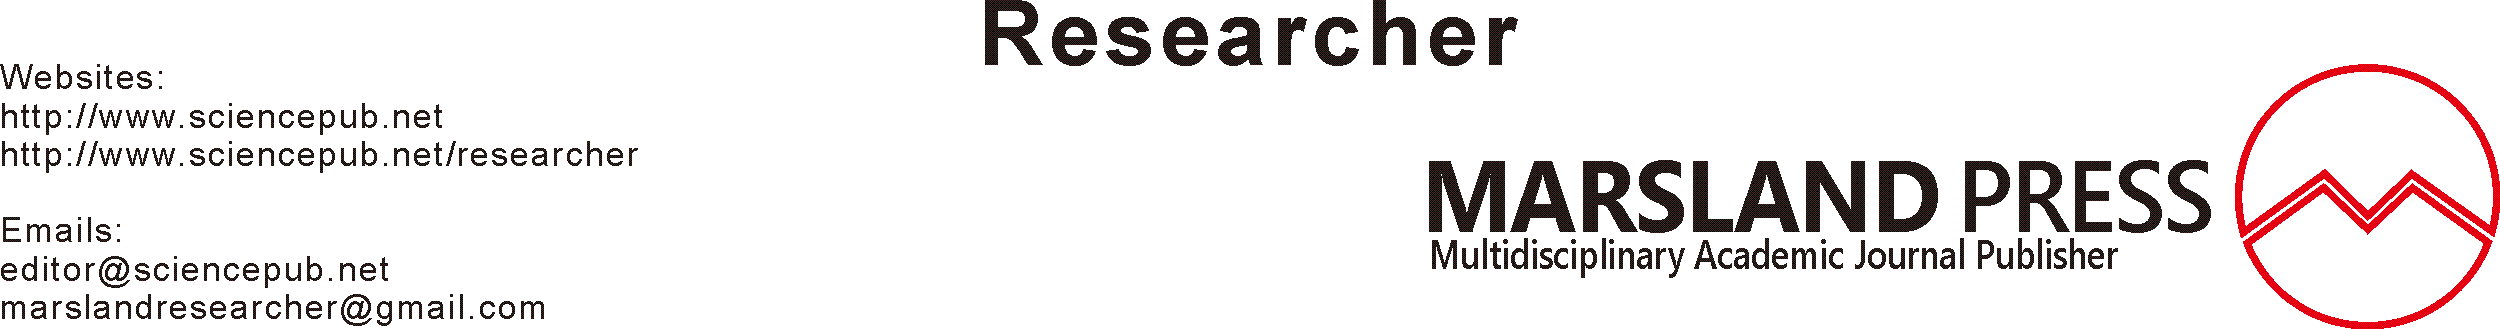 Researcher
Websites:
http://www.sciencepub.net
http://www.sciencepub.net/researcher
Emails:
editor@sciencepub.net
marslandresearcher@gmail.com
MARSLAND PRESS
Multidisciplinary Academic Journal Publisher